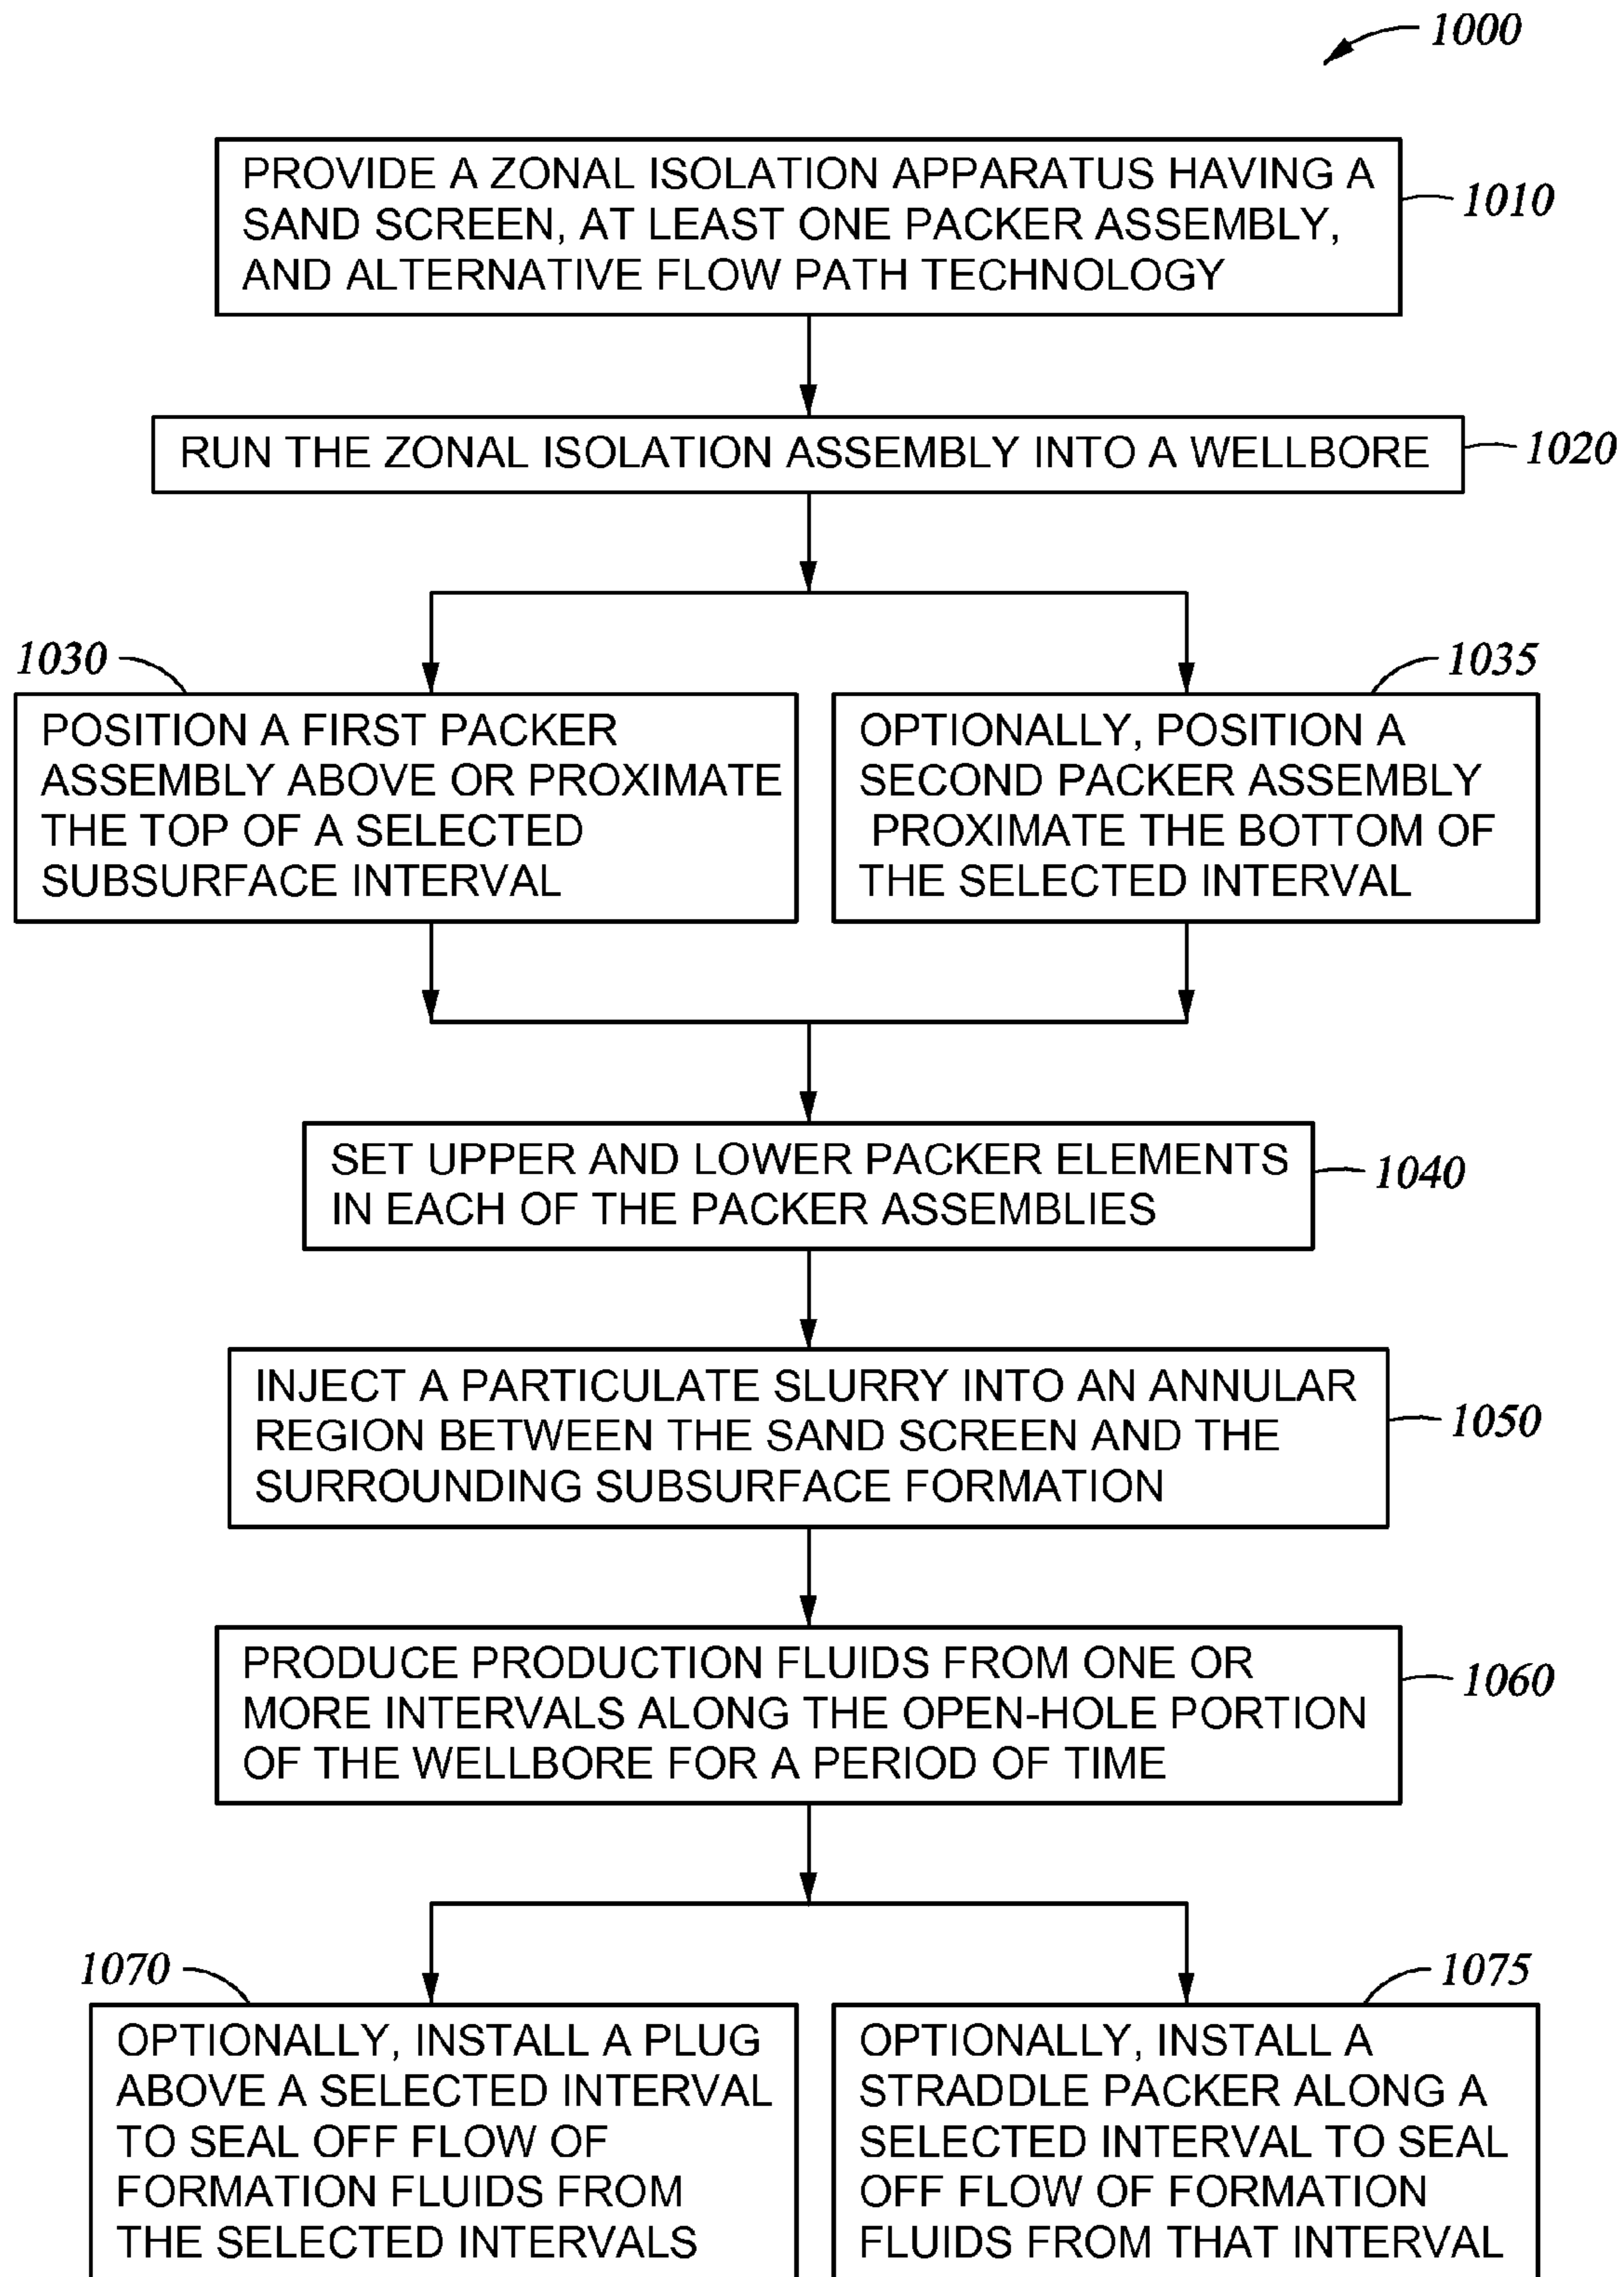 1000
PROVIDE A ZONAL ISOLATION APPARATUS HAVING A
SAND SCREEN, AT LEAST ONE PACKER ASSEMBLY,
AND ALTERNATIVE FLOW PATH TECHNOLOGY
1010
RUN THE ZONAL ISOLATION ASSEMBLY INTO A WELLBORE
1020
1030
POSITION A FIRST PACKER
ASSEMBLY ABOVE OR PROXIMATE
THE TOP OF A SELECTED
SUBSURFACE INTERVAL
1035
OPTIONALLY, POSITION A
SECOND PACKER ASSEMBLY
PROXIMATE THE BOTTOM OF
THE SELECTED INTERVAL
SET UPPER AND LOWER PACKER ELEMENTS
IN EACH OF THE PACKER ASSEMBLIES
1040
INJECT A PARTICULATE SLURRY INTO AN ANNULAR
REGION BETWEEN THE SAND SCREEN AND THE
SURROUNDING SUBSURFACE FORMATION
1050
PRODUCE PRODUCTION FLUIDS FROM ONE OR
MORE INTERVALS ALONG THE OPEN-HOLE PORTION
OF THE WELLBORE FOR A PERIOD OF TIME
1060
1070
OPTIONALLY, INSTALL A PLUG
ABOVE A SELECTED INTERVAL
TO SEAL OFF FLOW OF
FORMATION FLUIDS FROM
THE SELECTED INTERVALS
1075
OPTIONALLY, INSTALL A
STRADDLE PACKER ALONG A
SELECTED INTERVAL TO SEAL
OFF FLOW OF FORMATION
FLUIDS FROM THAT INTERVAL